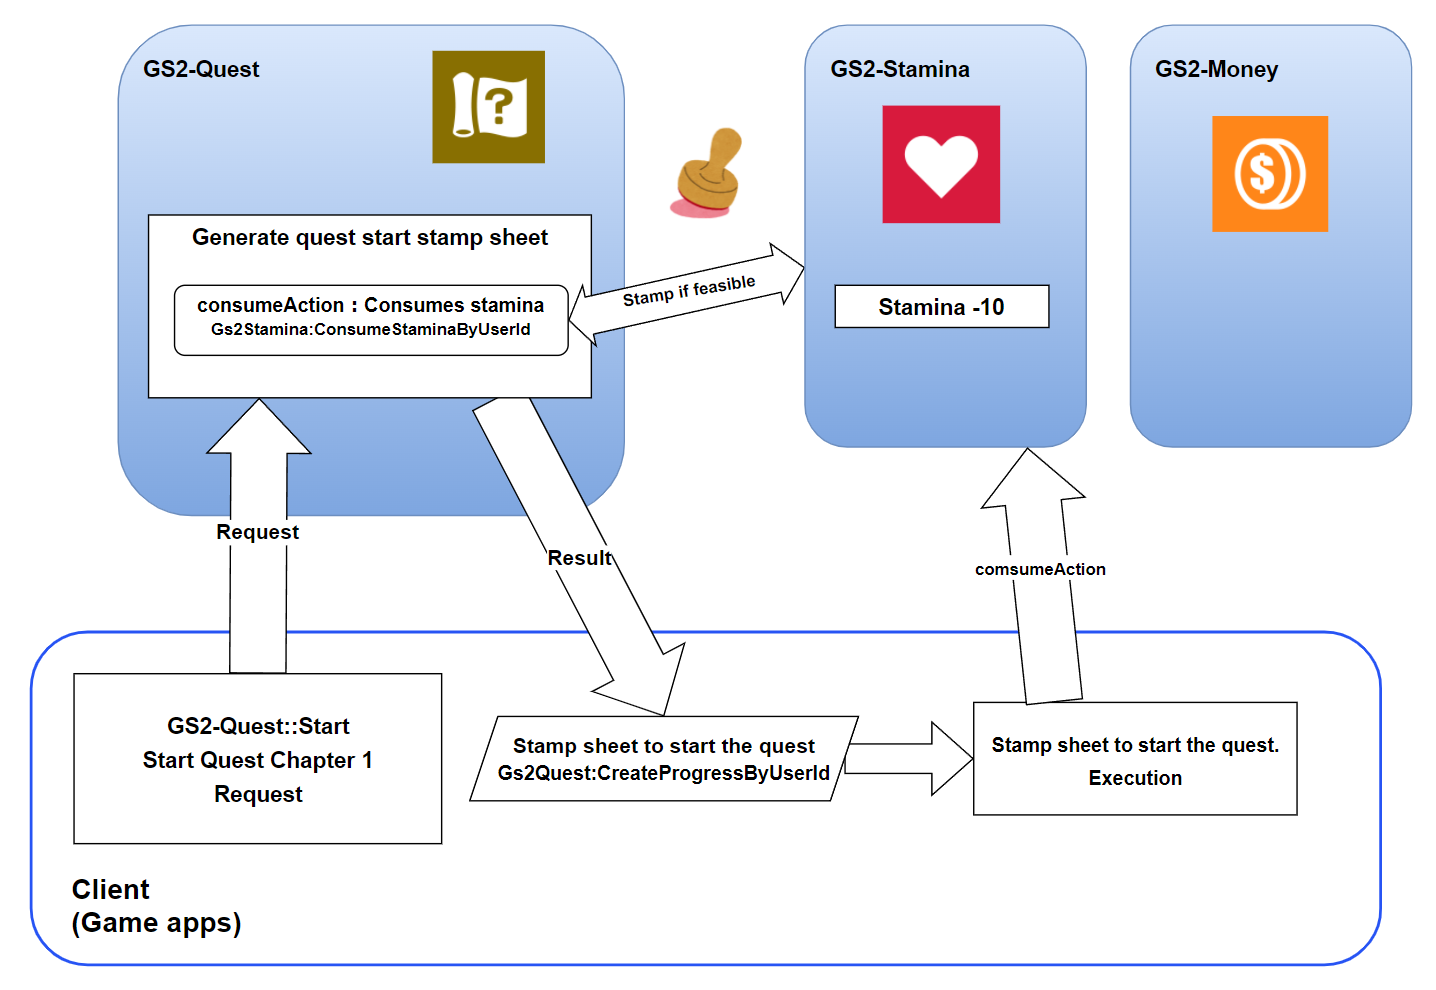 GS2-Quest
GS2-Stamina
GS2-Money
?
$
Generate quest start stamp sheet
consumeAction : Consumes stamina
Gs2Stamina:ConsumeStaminaByUserId
Stamp if feasible
Stamina -10
Request
Result
comsumeAction
GS2-Quest::Start
Start Quest Chapter 1
Request
Stamp sheet to start the quest
Gs2Quest:CreateProgressByUserId
Stamp sheet to start the quest.
Execution
Client
(Game apps)